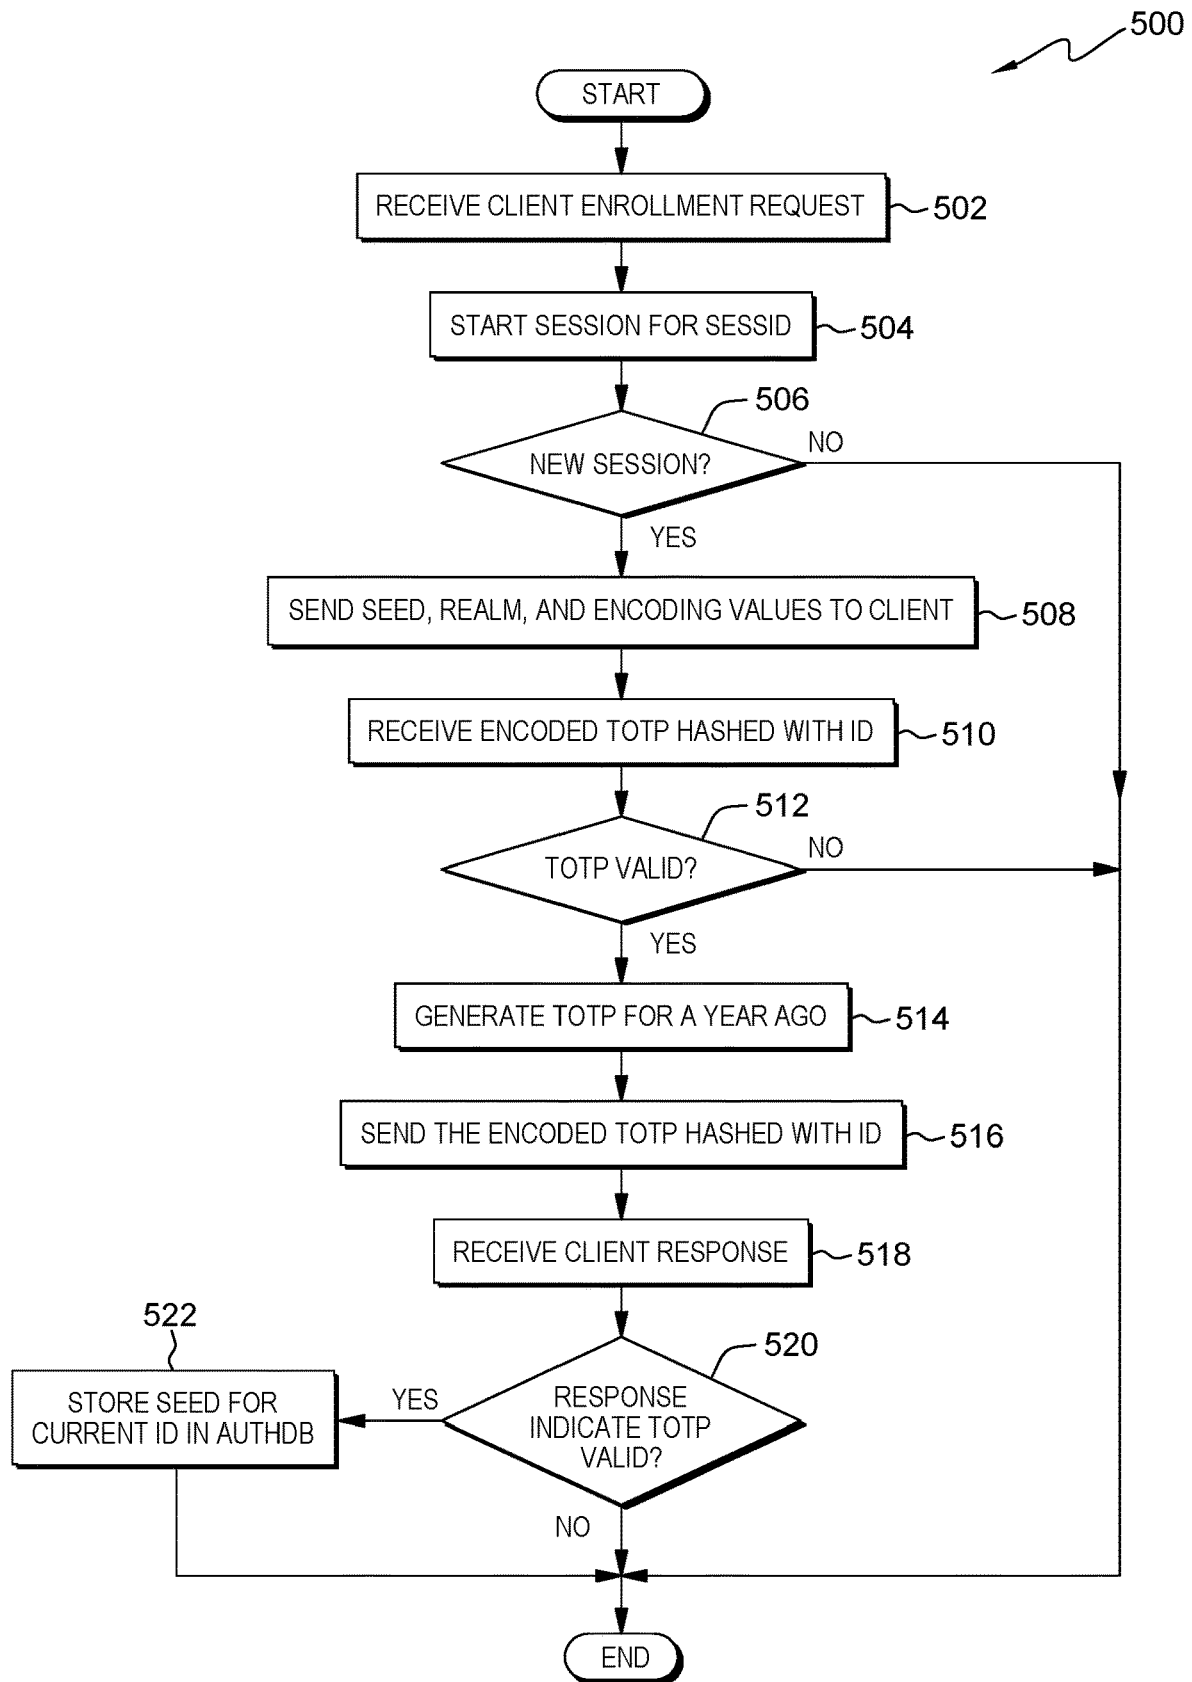 500
START
RECEIVE CLIENT ENROLLMENT REQUEST
502
START SESSION FOR SESSID
504
506
NEW SESSION?
NO
YES
SEND SEED, REALM, AND ENCODING VALUES TO CLIENT
508
RECEIVE ENCODED TOTP HASHED WITH ID
510
512
TOTP VALID?
NO
YES
GENERATE TOTP FOR A YEAR AGO
514
SEND THE ENCODED TOTP HASHED WITH ID
516
RECEIVE CLIENT RESPONSE
518
520
RESPONSE
INDICATE TOTP
VALID?
YES
522
STORE SEED FOR
CURRENT ID IN AUTHDB
NO
END